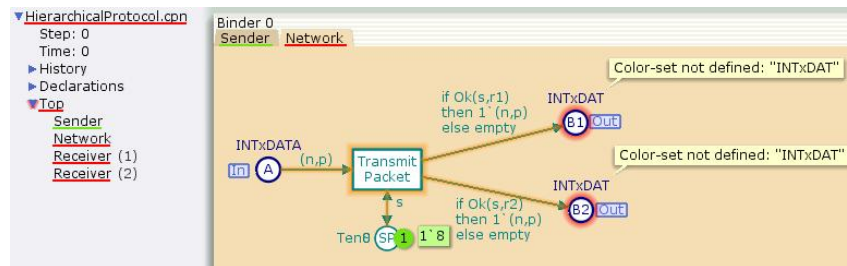 HierarchicalProtocol.cpn
Step: 0
Time: 0
History
Declarations
Top
Sender
Network
Receiver (1)
Receiver (2)
Binder 0
Sender Network
Color-set not defined: "INTxDAT"
if Ok(s,r1)
then 1`(n,p)
else empty
INTxDAT
B1 Out
INTxDATA
In A
(n,p)
Transmit
Packet
Color-set not defined: "INTxDAT"
INTxDAT
B2 Out
s
if Ok(s,r2)
then 1`(n,p)
else empty
SP 1 1`8